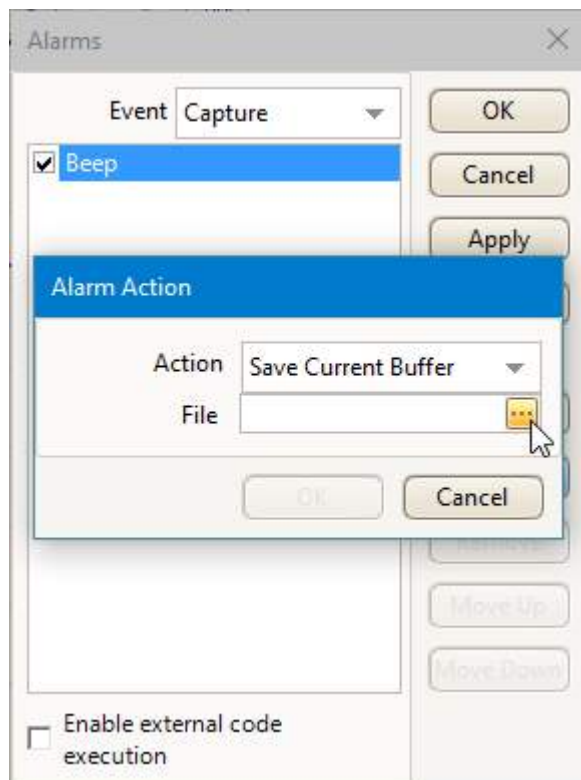 Alarms
Event Capture
OK
Beep
Cancel
Apply
Alarm Action
Action Save Current Buffer
File
OK
Cancel
Remove
Move Up
Move Down
Enable external code
execution